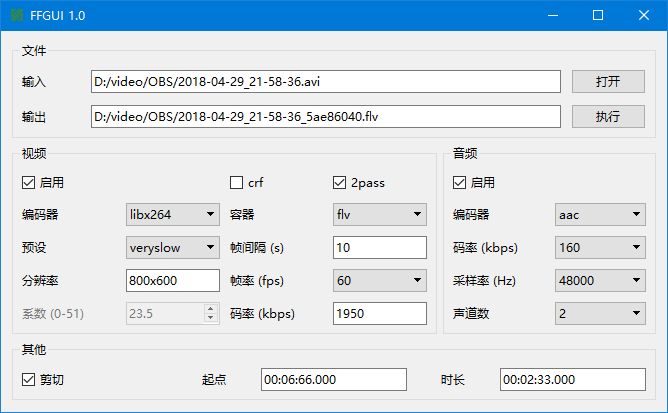 FFGUI 1.0
文件
输入 D:/video/OBS/2018-04-29_21-58-36.avi 打开
输出 D:/video/OBS/2018-04-29_21-58-36_5ae86040.flv 执行
视频
启用 crf 2pass
编码器 libx264 容器 flv
预设 veryslow 帧间隔 (s) 10
分辨率 800x600 帧率 (fps) 60
系数 (0-51) 23.5 码率 (kbps) 1950
音频
启用
编码器 aac
码率 (kbps) 160
采样率 (Hz) 48000
声道数 2
其他
剪切 起点 00:06:66.000 时长 00:02:33.000